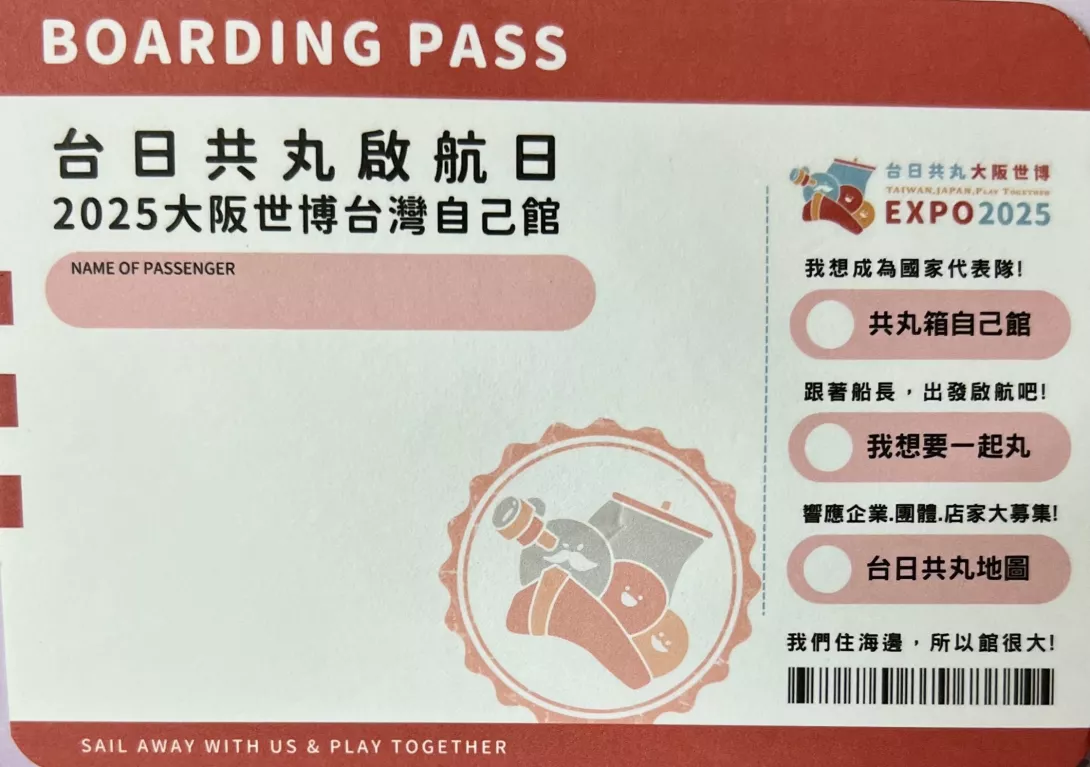 BOARDING PASS
台日共丸啟航日
2025大阪世博台灣自己館
NAME OF PASSENGER
台日共丸大阪世博
TAIWAN.JAPAN.PLAY TOGETHER
EXPO2025
我想成為國家代表隊!
共丸箱自己館
跟著船長，出發啟航吧!
我想要一起丸
響應企業.團體.店家大募集!
台日共丸地圖
我們住海邊，所以館很大!
SAIL AWAY WITH US & PLAY TOGETHER